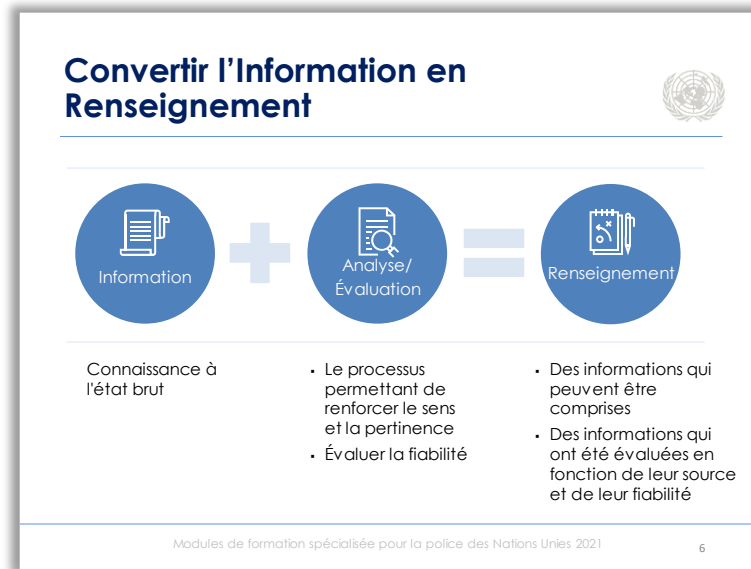 Convertir l’Information en
Renseignement
Information
Analyse/
Évaluation
Renseignement
Connaissance à
l'état brut
▪ Le processus
permettant de
renforcer le sens
et la pertinence
▪ Évaluer la fiabilité
▪ Des informations qui
peuvent être
comprises
▪ Des informations qui
ont été évaluées en
fonction de leur source
et de leur fiabilité
Modules de formation spécialisée pour la police des Nations Unies 2021
6